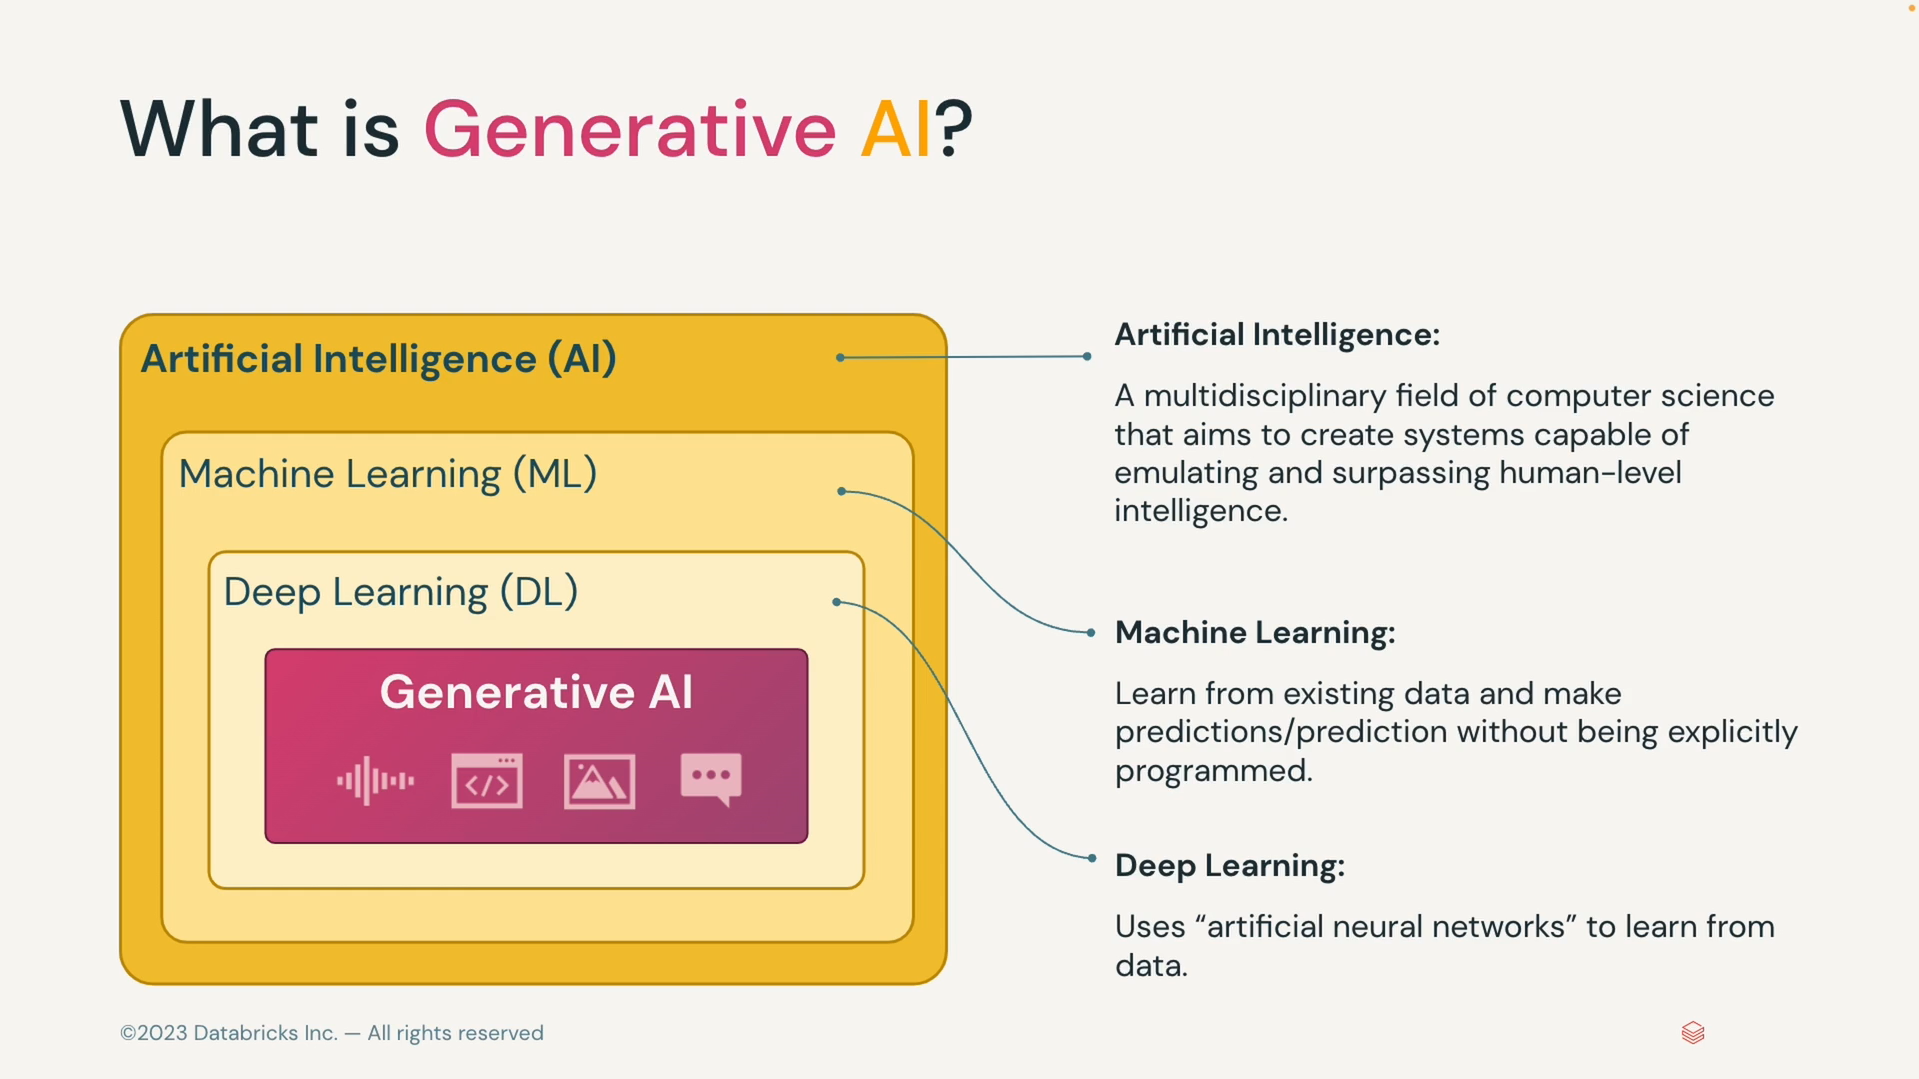 What is Generative AI?
Artificial Intelligence (AI)
Machine Learning (ML)
Deep Learning (DL)
Generative AI
Artificial Intelligence:
A multidisciplinary field of computer science
that aims to create systems capable of
emulating and surpassing human-level
intelligence.
Machine Learning:
Learn from existing data and make
predictions/prediction without being explicitly
programmed.
Deep Learning:
Uses “artificial neural networks” to learn from
data.
©2023 Databricks Inc. — All rights reserved